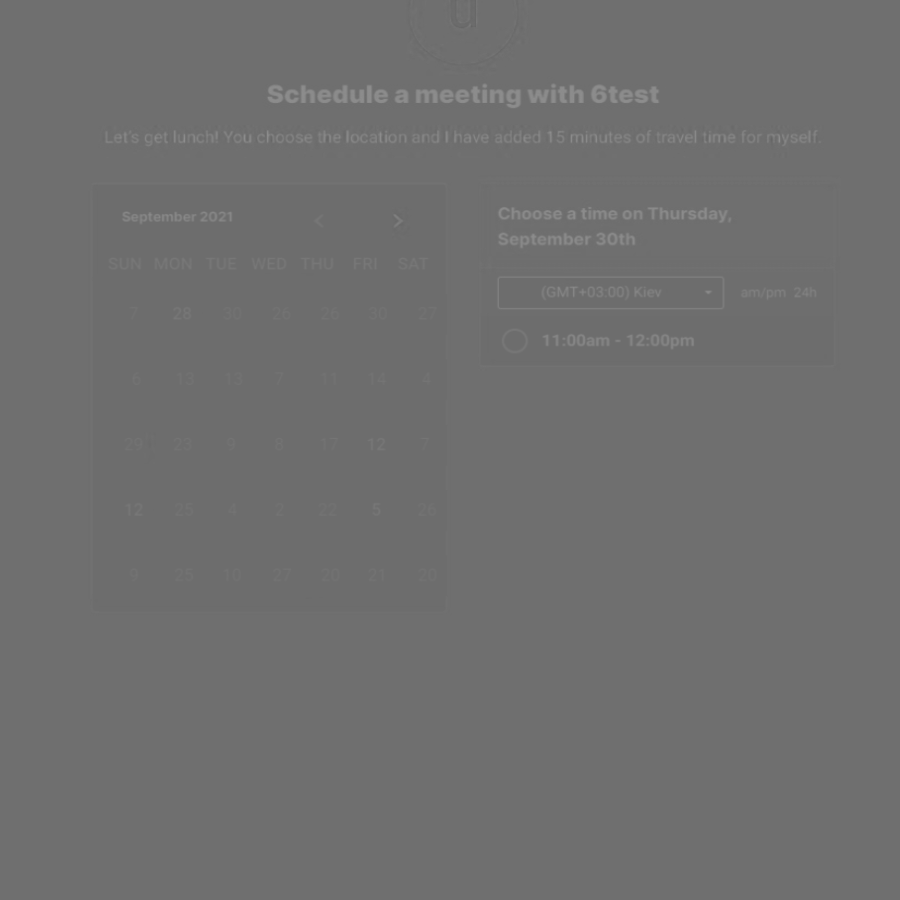 Schedule a meeting with 6test
Let's get lunch! You choose the location and I have added 15 minutes of travel time for myself.
September 2021
SUN MON TUE WED THU FRI SAT
7 28 30 26 26 30 27
6 13 13 7 11 14 4
29 23 9 8 17 12 7
12 25 4 2 22 5 26
9 25 10 27 20 21 20
Choose a time on Thursday,
September 30th
(GMT+03:00) Kiev am/pm 24h
11:00am - 12:00pm